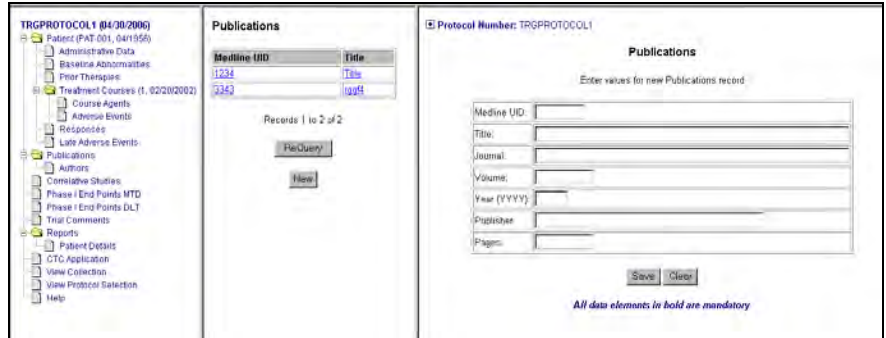 TRGPROTOCOL1 (04/30/2006)
Patient (PAT-001, 04/1956)
Administrative Data
Baseline Abnormalities
Prior Therapies
Treatment Courses (1, 02/20/2002)
Course Agents
Adverse Events
Responses
Late Adverse Events
Publications
Authors
Correlative Studies
Phase I End Points MTD
Phase I End Points DLT
Trial Comments
Reports
Patient Details
CTC Application
View Collection
View Protocol Selection
Help
Publications
Medline UID Title
1234 Title
3343
Records 1 to 2 of 2
ReQuery
New
Protocol Number: TRGPROTOCOL1
Publications
Enter values for new Publications record
Medline UID:
Title:
Journal:
Volume:
Year (YYYY):
Publisher:
Pages:
Save Clear
All data elements in bold are mandatory